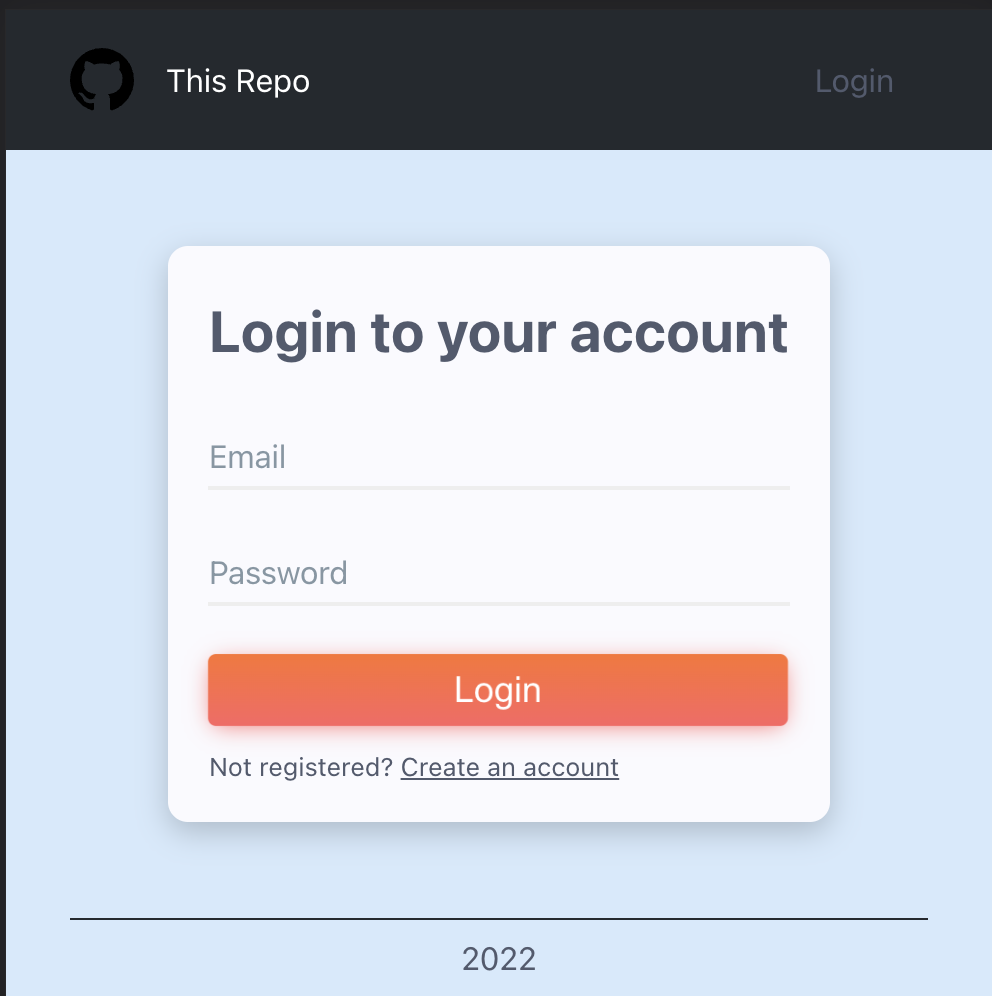 This Repo
Login
Login to your account
Email
Password
Login
Not registered? Create an account
2022